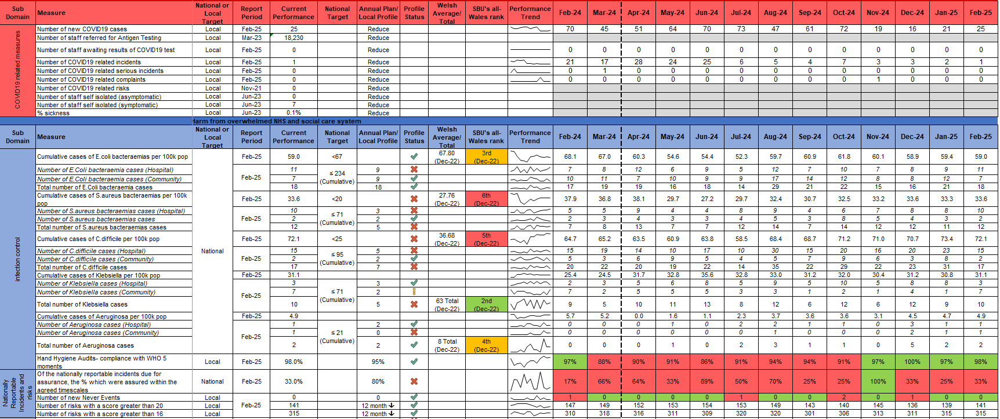 Sub Domain Measure National or Local Target Report Period Current Performance National Target Annual Plan/ Local Profile Profile Status Welsh Average/ Total SBU's all-Wales rank Performance Trend Feb-24 Mar-24 Apr-24 May-24 Jun-24 Jul-24 Aug-24 Sep-24 Oct-24 Nov-24 Dec-24 Jan-25 Feb-25
COVID19 related measures
Number of new COVID19 cases Local Feb-25 25 Reduce 70 45 51 64 70 73 47 61 72 19 16 21 25
Number of staff referred for Antigen Testing Local Mar-23 18,230 Reduce
Number of staff awaiting results of COVID19 test Local Feb-25 0 Reduce 0 0 0 0 0 0 0 0 0 0 0 0 0
Number of COVID19 related incidents Local Feb-25 1 Reduce 21 17 28 24 25 6 5 4 7 3 3 2 1
Number of COVID19 related serious incidents Local Feb-25 0 Reduce 0 1 0 0 0 0 0 0 0 0 0 0 0
Number of COVID19 related complaints Local Feb-25 0 Reduce 0 0 0 0 0 0 0 0 0 1 0 0 0
Number of COVID19 related risks Local Nov-21 0 Reduce
Number of staff self isolated (asymptomatic) Local Jun-23 0 Reduce
Number of staff self isolated (symptomatic) Local Jun-23 7 Reduce
% sickness Local Jun-23 0.1% Reduce
Harm from overwhelmed NHS and social care system
Sub Domain Measure National or Local Target Report Period Current Performance National Target Annual Plan/ Local Profile Profile Status Welsh Average/ Total SBU's all-Wales rank Performance Trend Feb-24 Mar-24 Apr-24 May-24 Jun-24 Jul-24 Aug-24 Sep-24 Oct-24 Nov-24 Dec-24 Jan-25 Feb-25
infection control
National
Cumulative cases of E.coli bacteraemias per 100k pop Feb-25 59.0 <67 67.80 (Dec-22) 3rd (Dec-22) 68.1 67.0 60.3 54.6 54.4 52.3 59.7 60.9 61.8 60.1 58.9 59.4 59.0
Number of E.Coli bacteraemia cases (Hospital) Feb-25 11 ≤ 234 (Cumulative) 9 7 8 12 6 9 5 12 7 10 7 8 9 11
Number of E.Coli bacteraemia cases (Community) 7 9 10 11 7 10 9 9 17 14 12 8 8 12 7
Total number of E.Coli bacteraemia cases 18 18 17 19 19 16 18 14 29 21 22 15 16 21 18
Cumulative cases of S.aureus bacteraemias per 100k pop Feb-25 33.6 <20 27.76 (Dec-22) 6th (Dec-22) 37.9 36.8 38.1 29.7 27.2 29.7 32.4 30.7 32.5 33.2 33.6 33.3 33.6
Number of S.aureus bacteraemias cases (Hospital) Feb-25 10 ≤ 71 (Cumulative) 3 5 5 9 4 4 8 9 4 6 7 8 8 10
Number of S.aureus bacteraemias cases 2 2 2 3 4 3 3 4 5 3 8 5 4 3 2
Total number of S.aureus bacteraemias cases 12 5 7 8 13 7 7 12 14 7 14 12 12 11 12
Cumulative cases of C.difficile per 100k pop Feb-25 72.1 <25 36.68 (Dec-22) 5th (Dec-22) 64.7 65.2 63.5 60.9 63.8 58.5 68.4 68.7 71.2 71.0 70.7 73.4 72.1
Number of C.difficile cases (Hospital) Feb-25 15 ≤ 95 (Cumulative) 5 15 19 14 10 17 10 30 15 20 16 20 23 15
Number of C.difficile cases (Community) 2 2 5 3 6 9 5 4 5 7 9 6 3 8 2
Total number of C.difficile cases 17 7 20 22 20 19 22 14 35 22 29 22 23 31 17
Cumulative cases of Klebsiella per 100k pop Feb-25 31.1 25.4 24.5 31.7 32.8 35.6 32.8 33.0 31.2 32.0 30.4 31.2 30.8 31.1
Number of Klebsiella cases (Hospital) Feb-25 3 ≤ 71 (Cumulative) 3 2 3 5 6 8 5 9 5 10 5 8 8 3
Number of Klebsiella cases (Community) 7 2 7 2 5 5 5 3 3 1 2 1 4 1 7
Total number of Klebsiella cases 10 5 63 Total (Dec-22) 2nd (Dec-22) 9 5 10 11 13 8 12 6 12 6 12 9 10
Cumulative cases of Aeruginosa per 100k pop Feb-25 4.9 5.7 5.2 0.0 1.6 1.1 2.3 3.7 3.6 3.6 3.1 4.5 4.7 4.9
Number of Aeruginosa cases (Hospital) Feb-25 1 ≤ 21 (Cumulative) 2 0 0 0 1 0 2 2 1 1 0 3 1 1
Number of Aeruginosa cases (Community) 1 0 0 0 0 0 0 0 1 0 0 0 2 1 1
Total number of Aeruginosa cases 2 2 8 Total (Dec-22) 4th (Dec-22) 0 0 0 1 0 2 3 1 1 0 5 2 2
Hand Hygiene Audits- compliance with WHO 5 moments Local Feb-25 98.0% 95% 97% 88% 90% 91% 86% 91% 94% 94% 91% 97% 100% 97% 98%
Nationally Reportable Incidents and risks
Of the nationally reportable incidents due for assurance, the % which were assured within the agreed timescales National Feb-25 33.0% 80% 17% 66% 64% 33% 89% 50% 70% 25% 25% 100% 33% 25% 33%
Number of new Never Events Local Feb-25 0 0 1 0 0 0 0 1 0 0 2 0 1 0 0
Number of risks with a score greater than 20 Local 141 12 month ↓ 147 149 152 153 154 153 149 143 140 145 136 139 141
Number of risks with a score greater than 16 Local 315 12 month ↓ 310 318 316 311 309 320 320 301 306 313 311 315 315